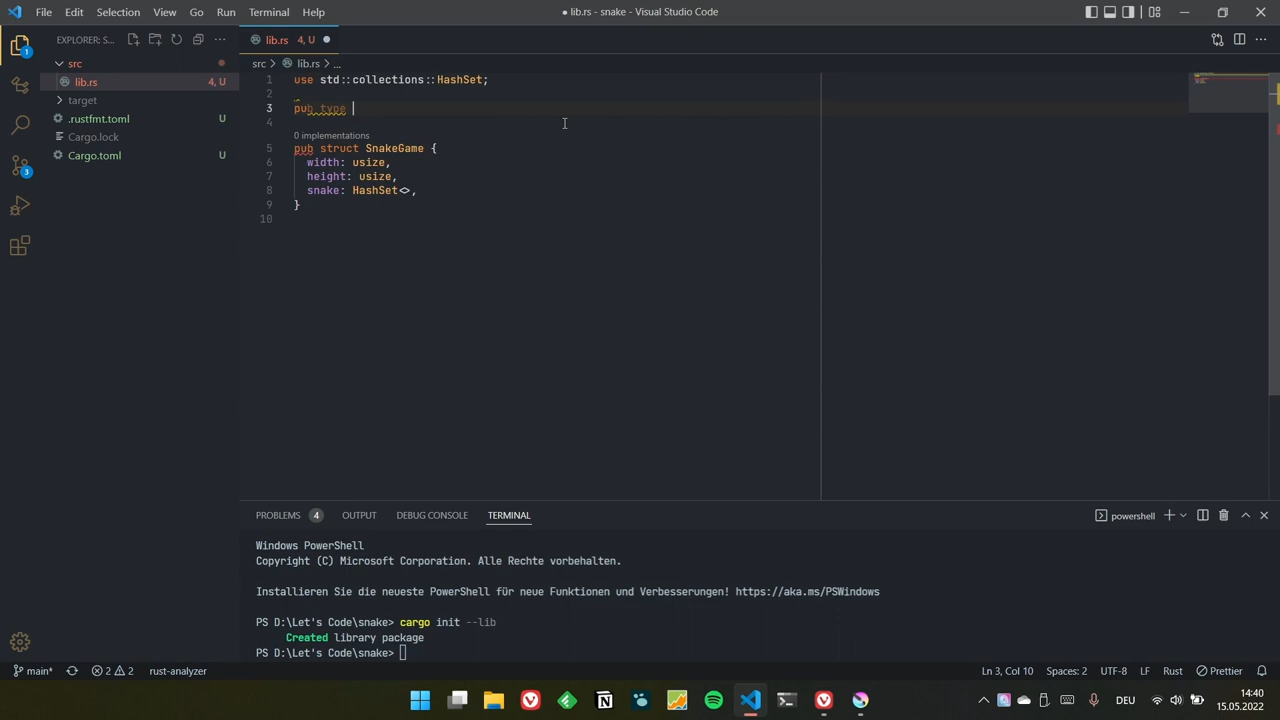 File Edit Selection View Go Run Terminal Help
● lib.rs - snake - Visual Studio Code
EXPLORER: S...
lib.rs 4, U
1
src
lib.rs 4, U
target
.rustfmt.toml U
Cargo.lock
Cargo.toml U
3
src > lib.rs > ...
1 use std::collections::HashSet;
2
3 pub type
4
0 implementations
5 pub struct SnakeGame {
6 width: usize,
7 height: usize,
8 snake: HashSet<>,
9 }
10
PROBLEMS 4 OUTPUT DEBUG CONSOLE TERMINAL
powershell
Windows PowerShell
Copyright (C) Microsoft Corporation. Alle Rechte vorbehalten.
Installieren Sie die neueste PowerShell für neue Funktionen und Verbesserungen! https://aka.ms/PSWindows
PS D:\Let's Code\snake> cargo init --lib
Created library package
PS D:\Let's Code\snake>
main* 2 2 rust-analyzer
Ln 3, Col 10 Spaces: 2 UTF-8 LF Rust Prettier
DEU
14:40
15.05.2022